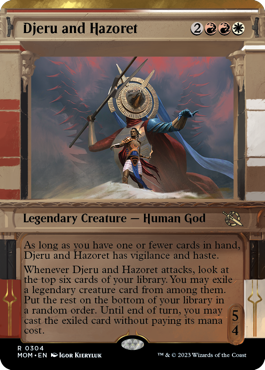 Djeru and Hazoret 2
Legendary Creature — Human God
As long as you have one or fewer cards in hand,
Djeru and Hazoret has vigilance and haste.
Whenever Djeru and Hazoret attacks, look at
the top six cards of your library. You may exile
a legendary creature card from among them.
Put the rest on the bottom of your library in
a random order. Until end of turn, you may
cast the exiled card without paying its mana
cost.
5
4
R 0304
MOM • EN Igor Kieryluk ™ & © 2023 Wizards of the Coast